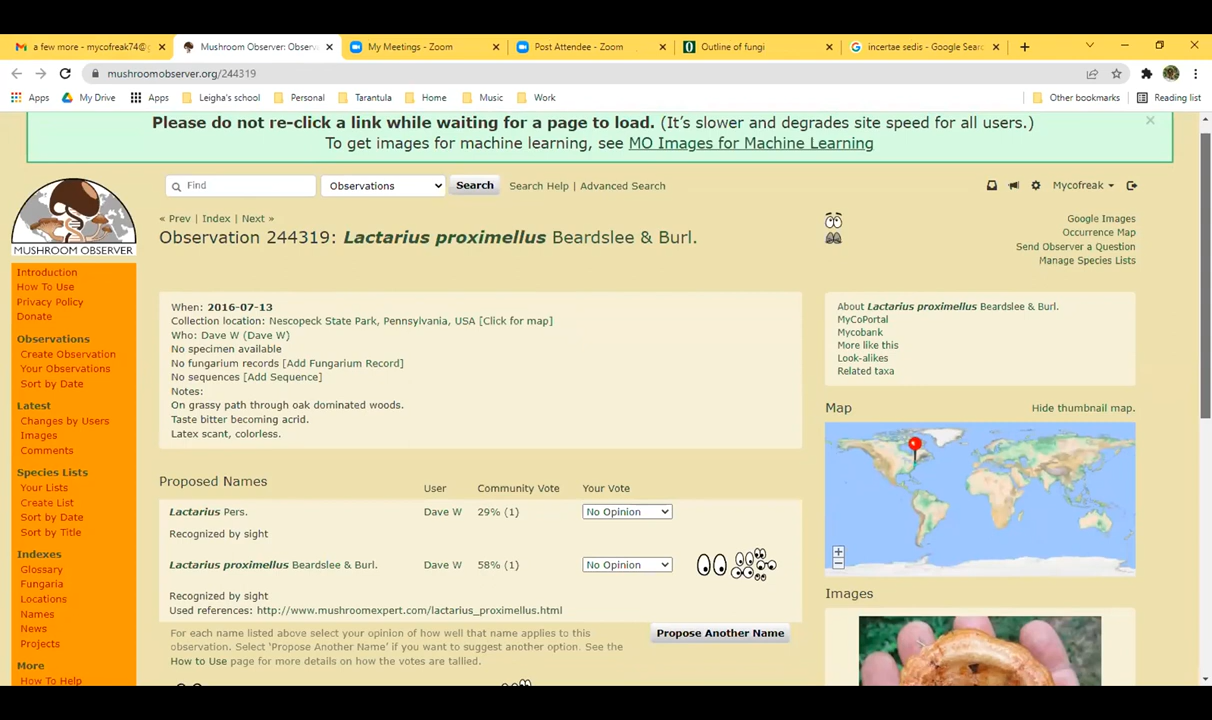 a few more - mycofreak74@g
Mushroom Observer: Observa
My Meetings - Zoom
Post Attendee - Zoom
Outline of fungi
incertae sedis - Google Sear
mushroomobserver.org/244319
Apps My Drive Apps Leigha's school Personal Tarantula Home Music Work Other bookmarks Reading list
Please do not re-click a link while waiting for a page to load. (It's slower and degrades site speed for all users.)
To get images for machine learning, see MO Images for Machine Learning
Find Observations Search Search Help | Advanced Search Mycofreak
« Prev | Index | Next »
Observation 244319: Lactarius proximellus Beardslee & Burl.
Google Images
Occurrence Map
Send Observer a Question
Manage Species Lists
MUSHROOM OBSERVER
Introduction
How To Use
Privacy Policy
Donate
Observations
Create Observation
Your Observations
Sort by Date
Latest
Changes by Users
Images
Comments
Species Lists
Your Lists
Create List
Sort by Date
Sort by Title
Indexes
Glossary
Fungaria
Locations
Names
News
Projects
More
How To Help
When: 2016-07-13
Collection location: Nescopeck State Park, Pennsylvania, USA [Click for map]
Who: Dave W (Dave W)
No specimen available
No fungarium records [Add Fungarium Record]
No sequences [Add Sequence]
Notes:
On grassy path through oak dominated woods.
Taste bitter becoming acrid.
Latex scant, colorless.
Proposed Names User Community Vote Your Vote
Lactarius Pers. Dave W 29% (1) No Opinion
Recognized by sight
Lactarius proximellus Beardslee & Burl. Dave W 58% (1) No Opinion
Recognized by sight
Used references: http://www.mushroomexpert.com/lactarius_proximellus.html
For each name listed above select your opinion of how well that name applies to this
observation. Select 'Propose Another Name' if you want to suggest another option. See the
How to Use page for more details on how the votes are tallied.
Propose Another Name
About Lactarius proximellus Beardslee & Burl.
MyCoPortal
Mycobank
More like this
Look-alikes
Related taxa
Map Hide thumbnail map.
Images